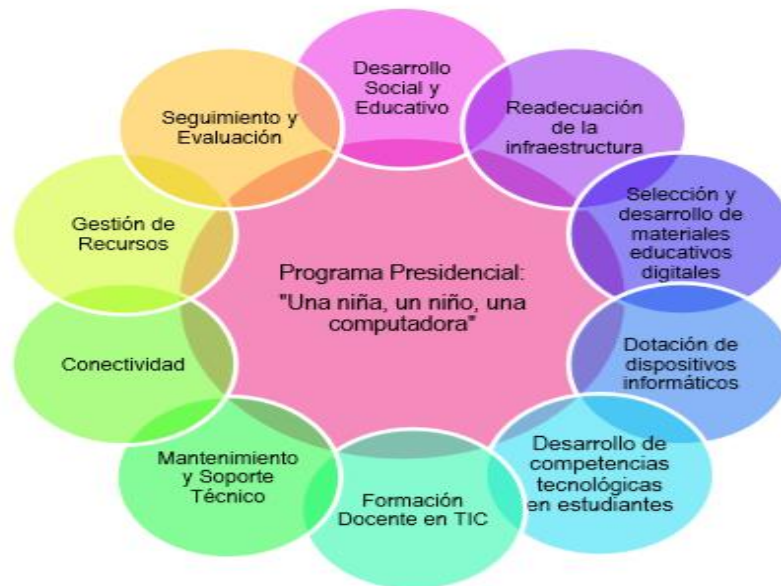 Desarrollo
Social y
Educativo
Readecuación
de la
infraestructura
Selección y
desarrollo de
materiales
educativos
digitales
Dotación de
dispositivos
informáticos
Desarrollo de
competencias
tecnológicas
en estudiantes
Formación
Docente en TIC
Mantenimiento
y Soporte
Técnico
Conectividad
Gestión de
Recursos
Seguimiento y
Evaluación
Programa Presidencial:
"Una niña, un niño, una
computadora"